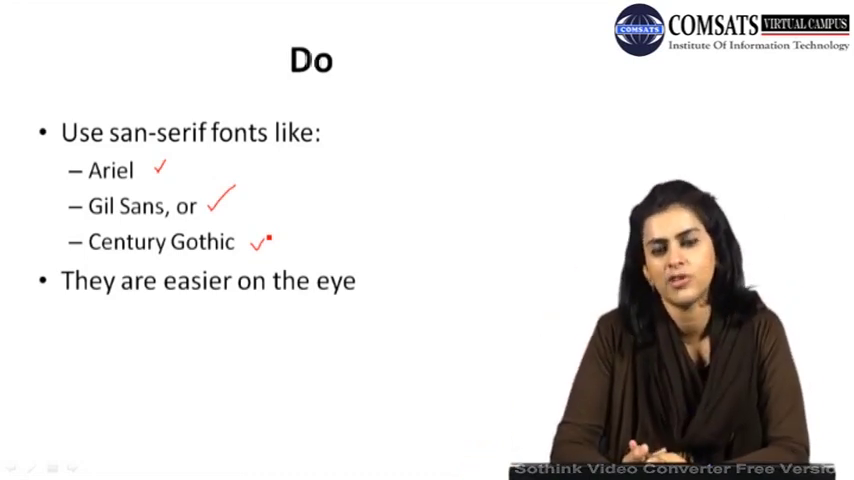 COMSATS VIRTUAL CAMPUS
Institute Of Information Technology
COMSATS
Do
• Use san-serif fonts like:
– Ariel
– Gil Sans, or
– Century Gothic
• They are easier on the eye
Sothink Video Converter Free Versio